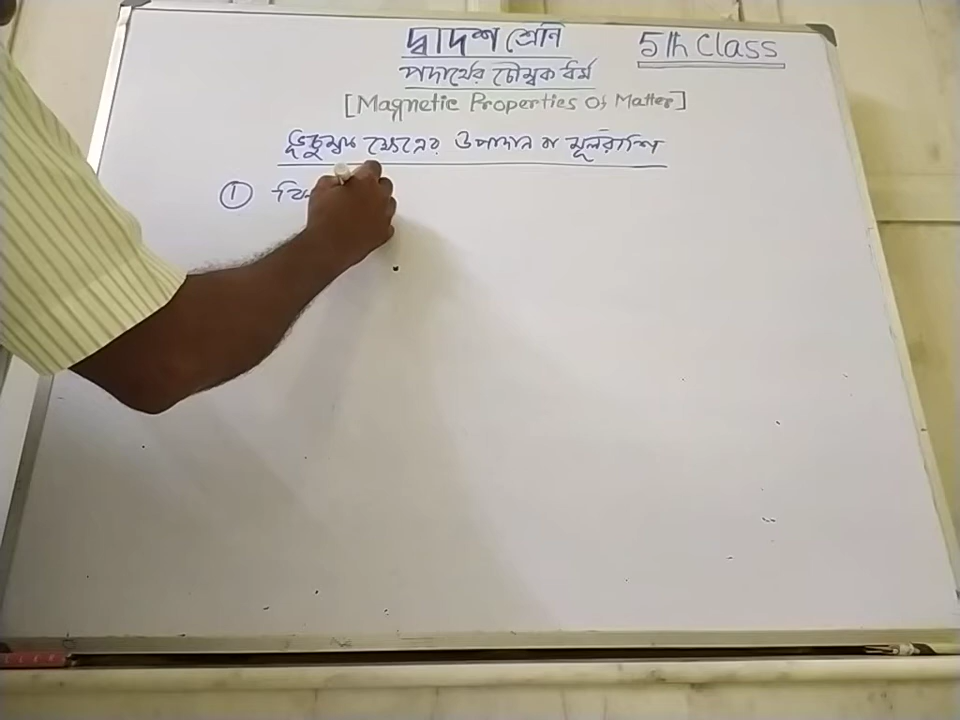 দ্বাদশ শ্রেণি
5th Class
পদার্থের চৌম্বক ধর্ম
[Magnetic Properties Of Matter]
ভূচুম্বক ক্ষেত্রের উপাদান বা মূলরাশি
①